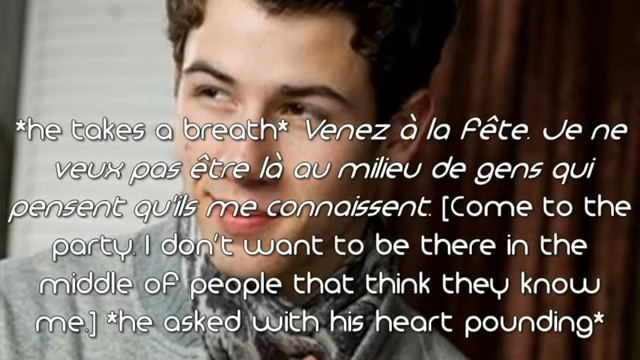 *he takes a breath* Venez à la fête. Je ne
veux pas être là au milieu de gens qui
pensent qu'ils me connaissent. [Come to the
party. I don't want to be there in the
middle of people that think they know
me.] *he asked with his heart pounding*